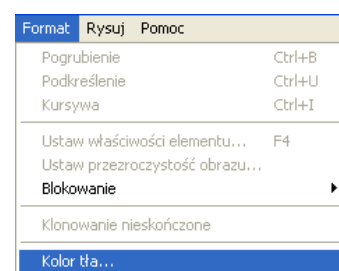 Format Rysuj Pomoc
Pogrubienie Ctrl+B
Podkreślenie Ctrl+U
Kursywa Ctrl+I
Ustaw właściwości elementu... F4
Ustaw przezroczystość obrazu...
Blokowanie
Klonowanie nieskończone
Kolor tła...